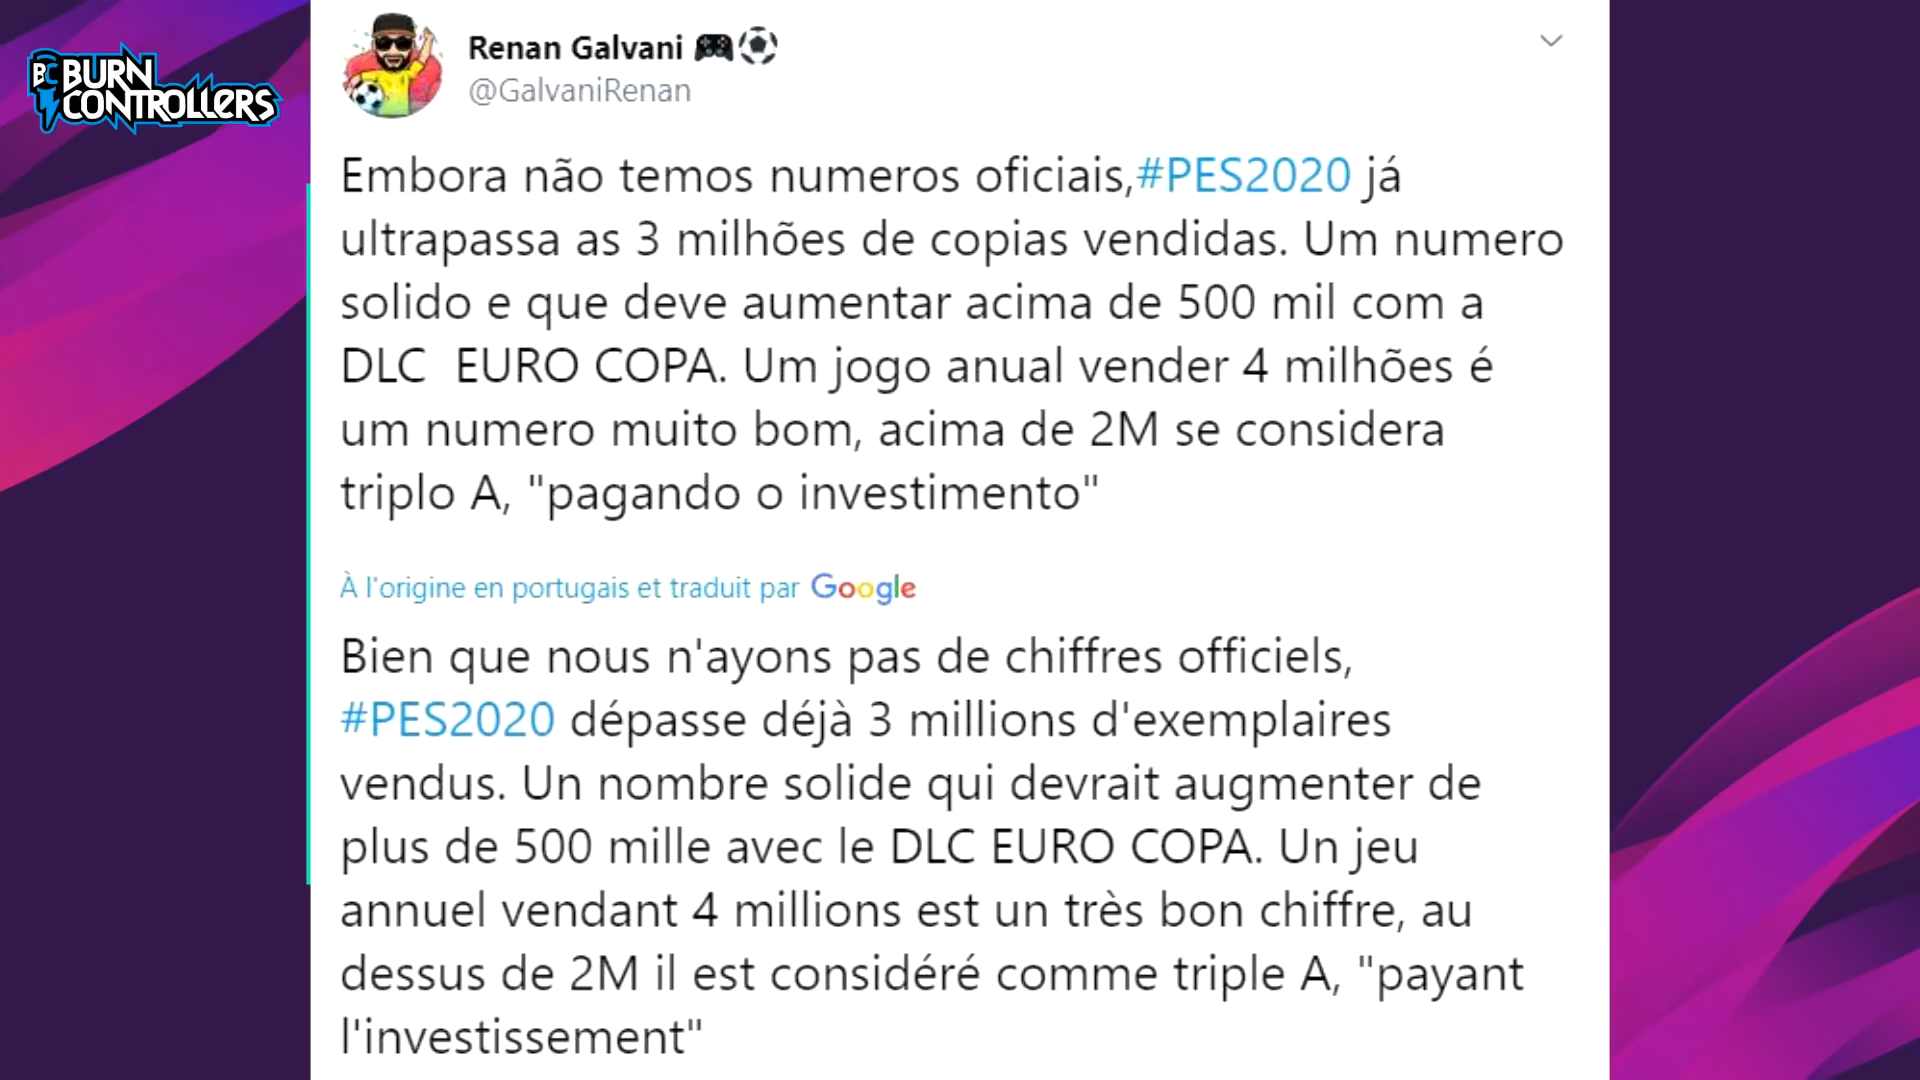 BC BURN
CONTROLLERS
Renan Galvani 🎮⚽
@GalvaniRenan
Embora não temos numeros oficiais,#PES2020 já
ultrapassa as 3 milhões de copias vendidas. Um numero
solido e que deve aumentar acima de 500 mil com a
DLC  EURO COPA. Um jogo anual vender 4 milhões é
um numero muito bom, acima de 2M se considera
triplo A, "pagando o investimento"
À l'origine en portugais et traduit par Google
Bien que nous n'ayons pas de chiffres officiels,
#PES2020 dépasse déjà 3 millions d'exemplaires
vendus. Un nombre solide qui devrait augmenter de
plus de 500 mille avec le DLC EURO COPA. Un jeu
annuel vendant 4 millions est un très bon chiffre, au
dessus de 2M il est considéré comme triple A, "payant
l'investissement"